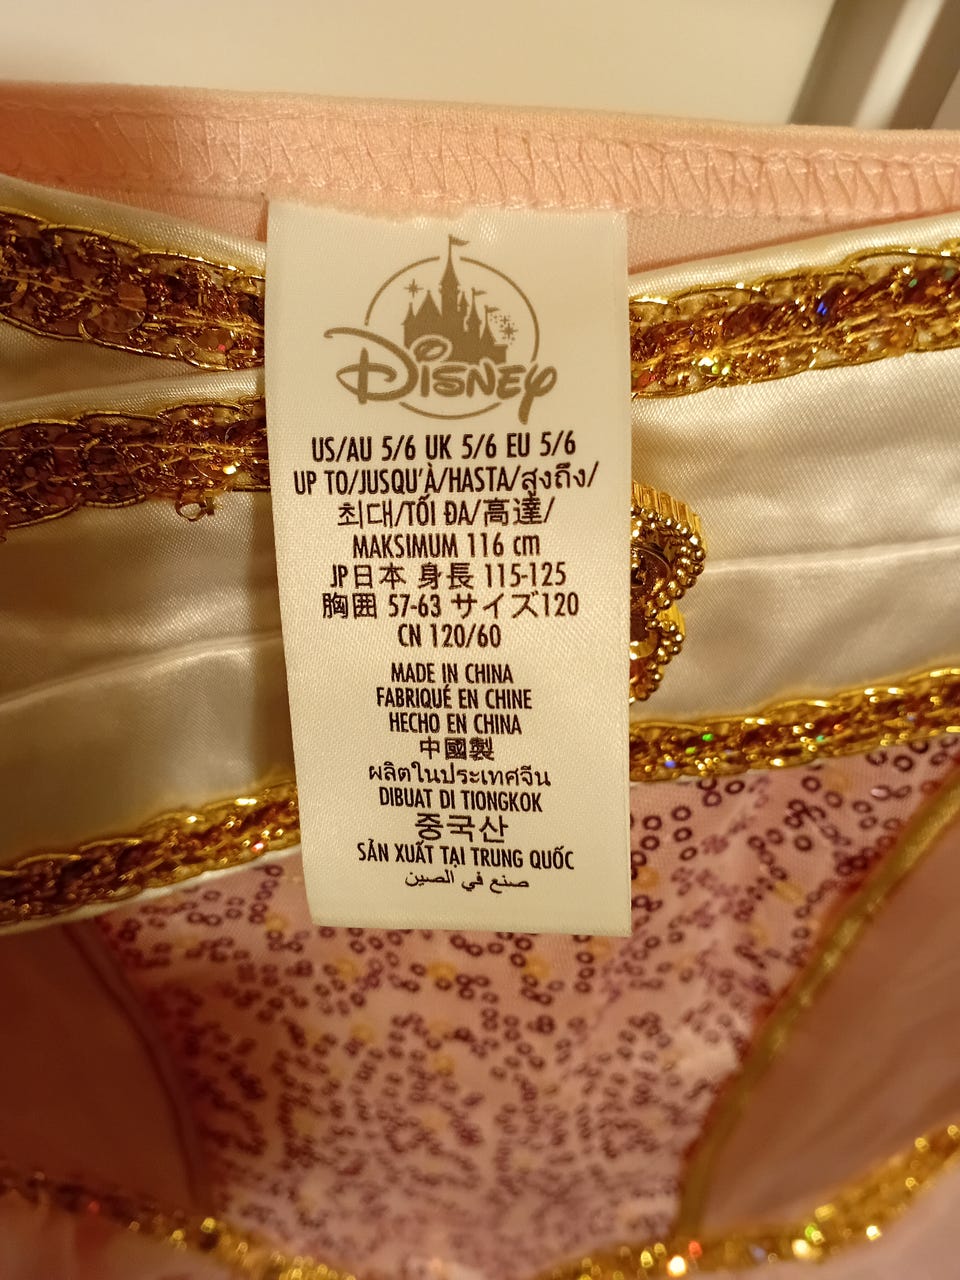 DISNEY
US/AU 5/6 UK 5/6 EU 5/6
UP TO/JUSQU'À/HASTA/สูงถึง/
최대/TỐI ĐA/高達/
MAKSIMUM 116 cm
JP日本 身長 115-125
胸囲 57-63 サイズ120
CN 120/60
MADE IN CHINA
FABRIQUÉ EN CHINE
HECHO EN CHINA
中國製
ผลิตในประเทศจีน
DIBUAT DI TIONGKOK
중국산
SẢN XUẤT TẠI TRUNG QUỐC
صنع في الصين